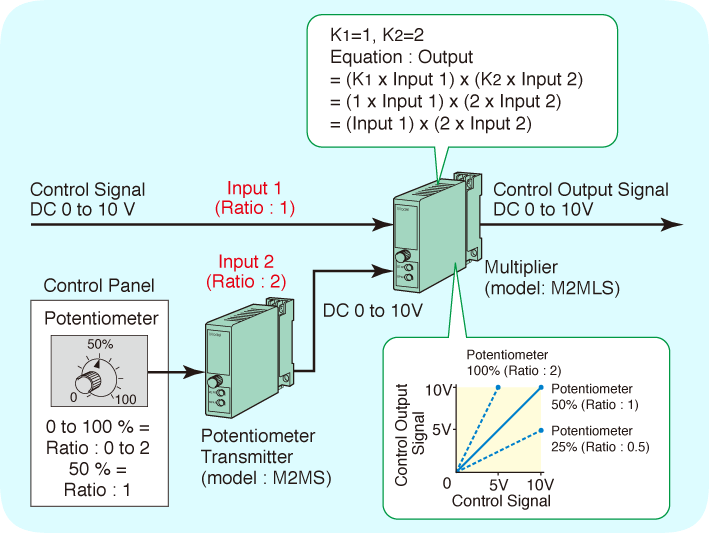 K1=1, K2=2
Equation : Output
= (K1 x Input 1) x (K2 x Input 2)
= (1 x Input 1) x (2 x Input 2)
= (Input 1) x (2 x Input 2)
Control Signal
DC 0 to 10 V
Input 1
(Ratio : 1)
Control Output Signal
DC 0 to 10V
Input 2
(Ratio : 2)
Multiplier
(model: M2MLS)
DC 0 to 10V
Control Panel
Potentiometer
50%
0
100
0 to 100 % =
Ratio : 0 to 2
50 % =
Ratio : 1
Potentiometer
Transmitter
(model : M2MS)
Potentiometer
100% (Ratio : 2)
Potentiometer
50% (Ratio : 1)
Potentiometer
25% (Ratio : 0.5)
Control Output
Signal
10V
5V
0
5V
10V
Control Signal